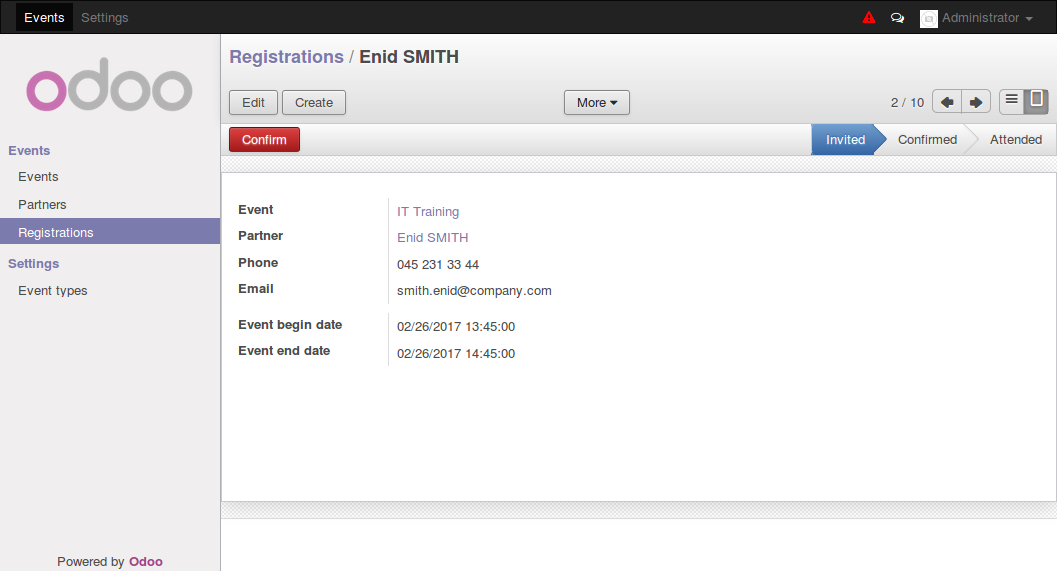 Events Settings Administrator
odoo
Registrations / Enid SMITH
Edit Create More 2 / 10
Confirm Invited Confirmed Attended
Events
Events
Partners
Registrations
Settings
Event types
Event IT Training
Partner Enid SMITH
Phone 045 231 33 44
Email smith.enid@company.com
Event begin date 02/26/2017 13:45:00
Event end date 02/26/2017 14:45:00
Powered by Odoo